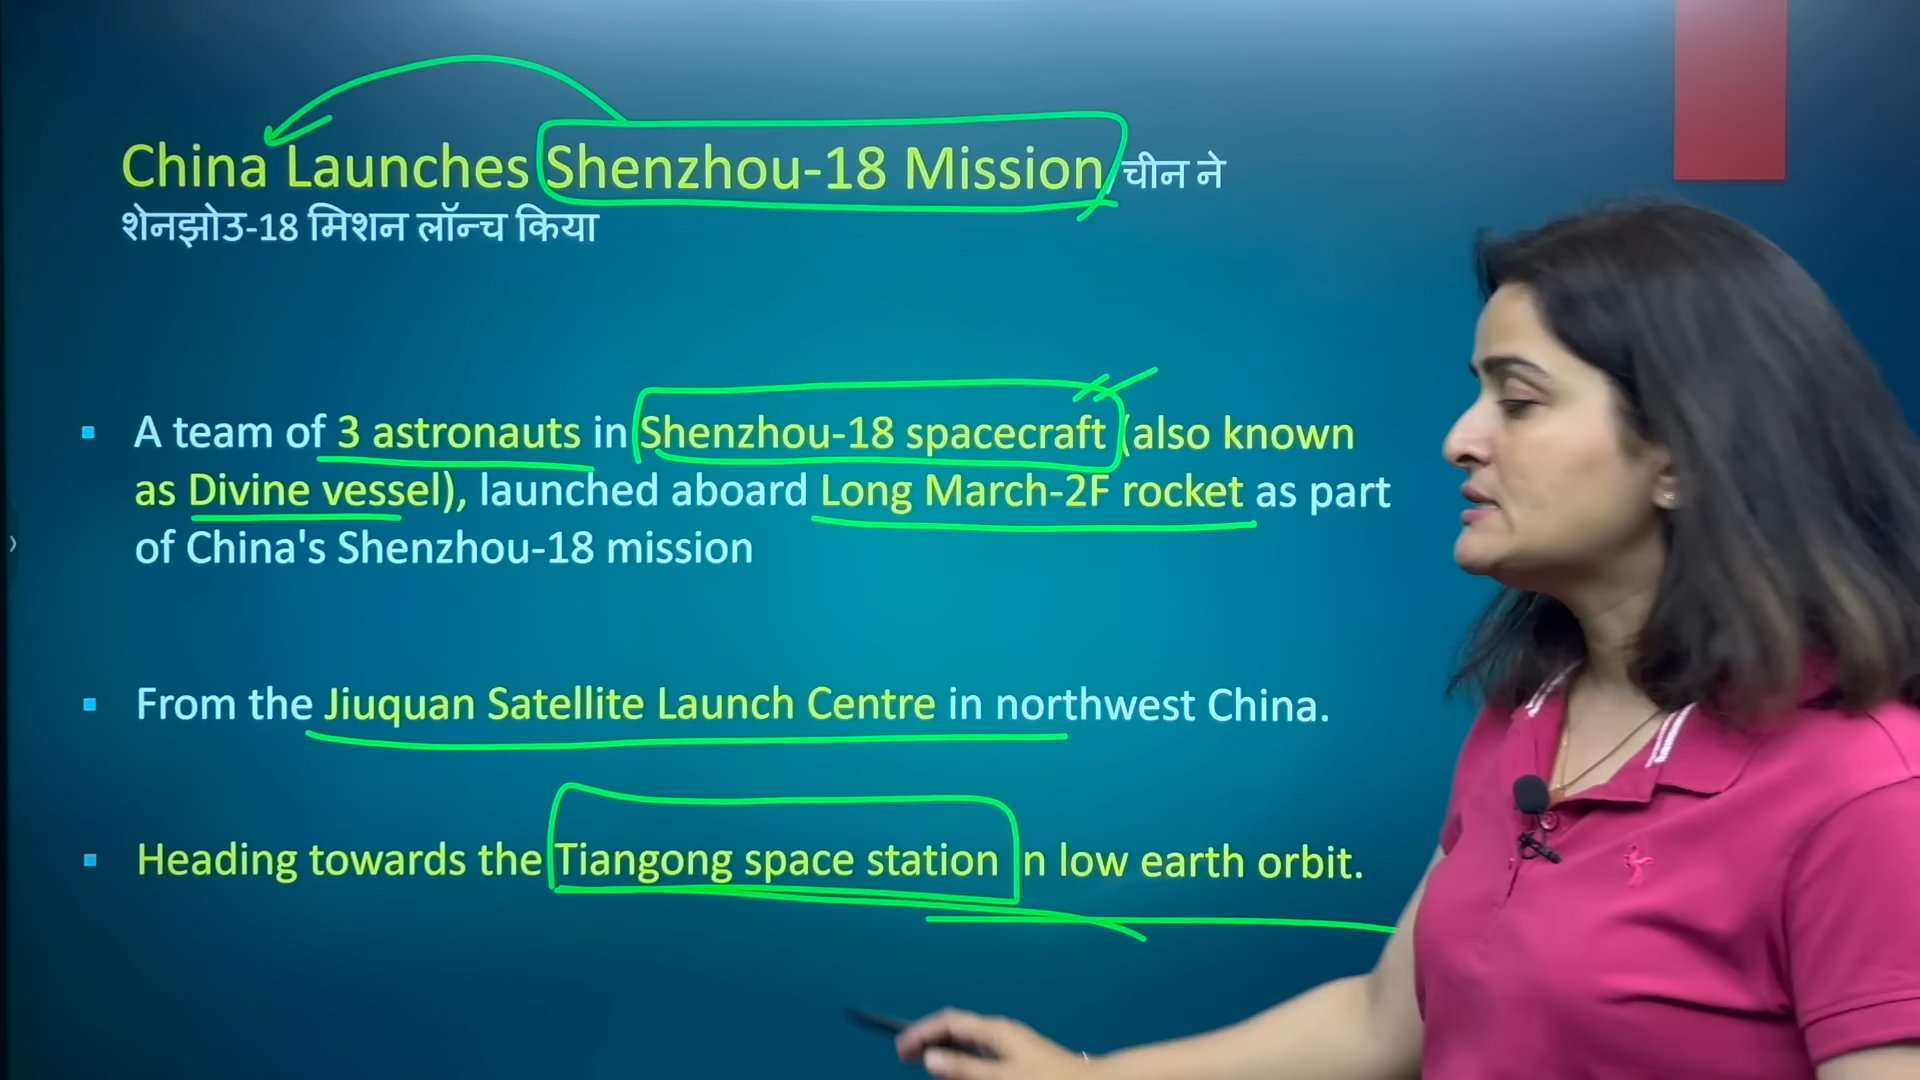 China Launches Shenzhou-18 Mission, चीन ने
शेनझोउ-18 मिशन लॉन्च किया
A team of 3 astronauts in Shenzhou-18 spacecraft (also known
as Divine vessel), launched aboard Long March-2F rocket as part
of China's Shenzhou-18 mission
From the Jiuquan Satellite Launch Centre in northwest China.
Heading towards the Tiangong space station n low earth orbit.